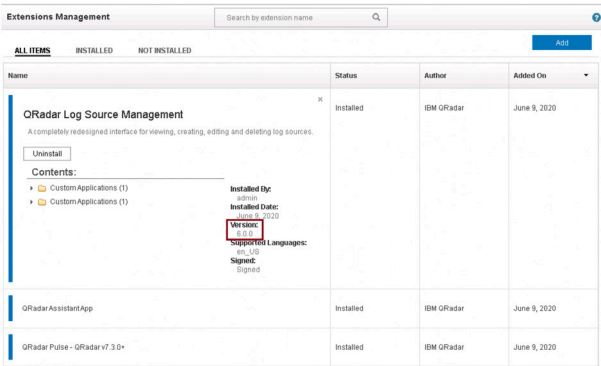 Extensions Management
Search by extension name
?
Add
ALL ITEMS INSTALLED NOT INSTALLED
Name Status Author Added On
QRadar Log Source Management × Installed IBM QRadar June 9, 2020
A completely redesigned interface for viewing, creating, editing and deleting log sources.
Uninstall
Contents:
Custom Applications (1)
Custom Applications (1)
Installed By:
admin
Installed Date:
June 9, 2020
Version:
6.0.0
Supported Languages:
en_US
Signed:
Signed
QRadar Assistant App Installed IBM QRadar June 9, 2020
QRadar Pulse - QRadar v7.3.0+ Installed IBM QRadar June 9, 2020